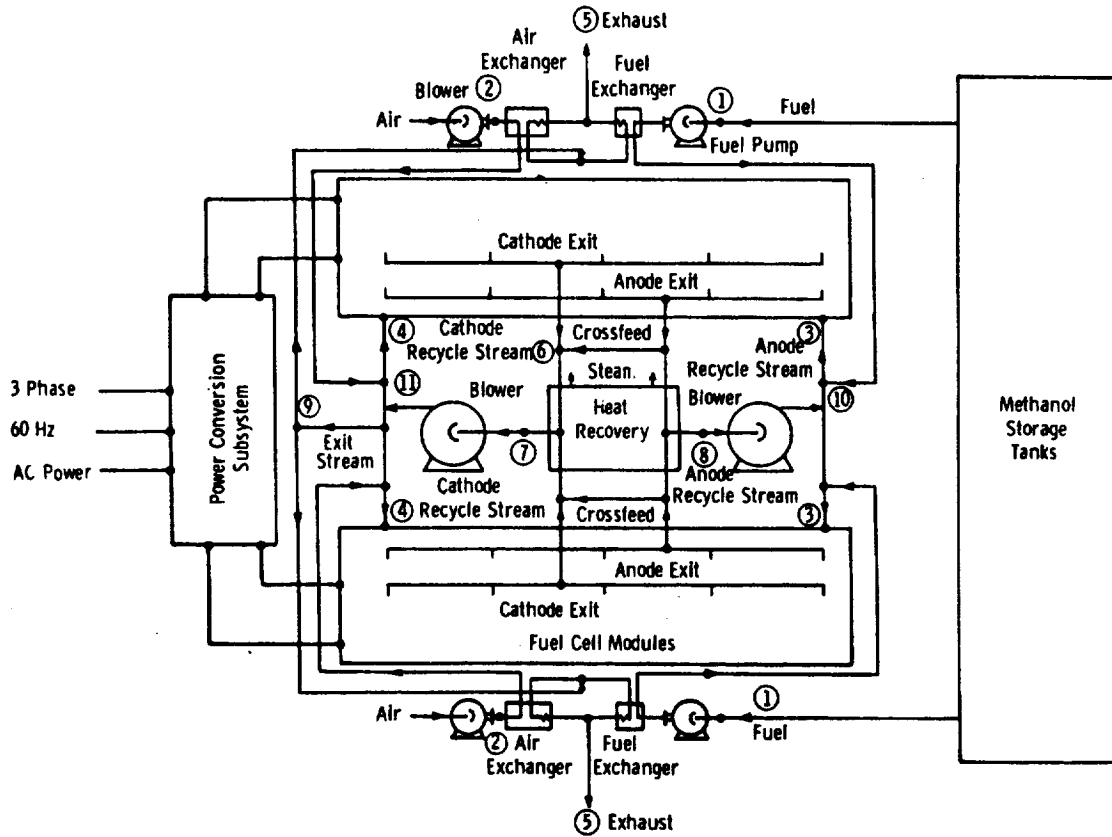 ⑤ Exhaust
Air
Exchanger
Fuel
Exchanger
Blower ②
①
Fuel
Air
Fuel Pump
Cathode Exit
Anode Exit
④
Cathode
Recycle Stream
⑥
Crossfeed
③
Anode
Recycle Stream
Stean.
⑪
Blower
Heat
Recovery
Blower
⑩
⑨
Exit
Stream
⑦
⑧
Cathode
Recycle Stream
Anode
Recycle Stream
④
Crossfeed
③
3 Phase
60 Hz
AC Power
Power Conversion
Subsystem
Methanol
Storage
Tanks
Anode Exit
Cathode Exit
Fuel Cell Modules
Air
② Air
Exchanger
Fuel
Exchanger
①
Fuel
⑤ Exhaust